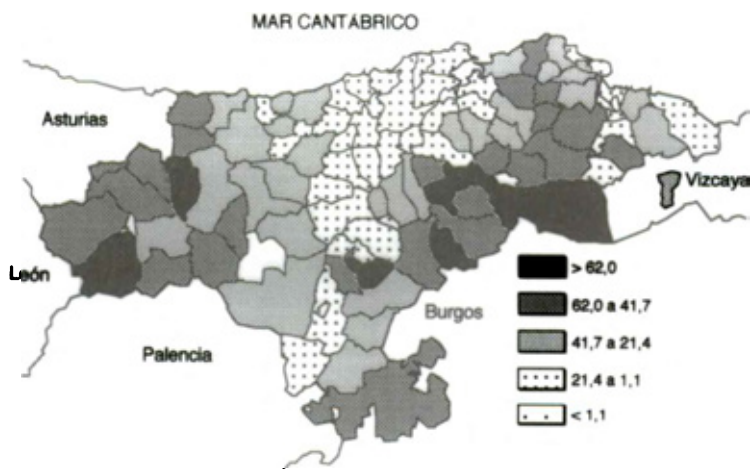 MAR CANTÁBRICO
Asturias
Vizcaya
León
> 62,0
62,0 a 41,7
Burgos
41,7 a 21,4
Palencia
21,4 a 1,1
< 1,1